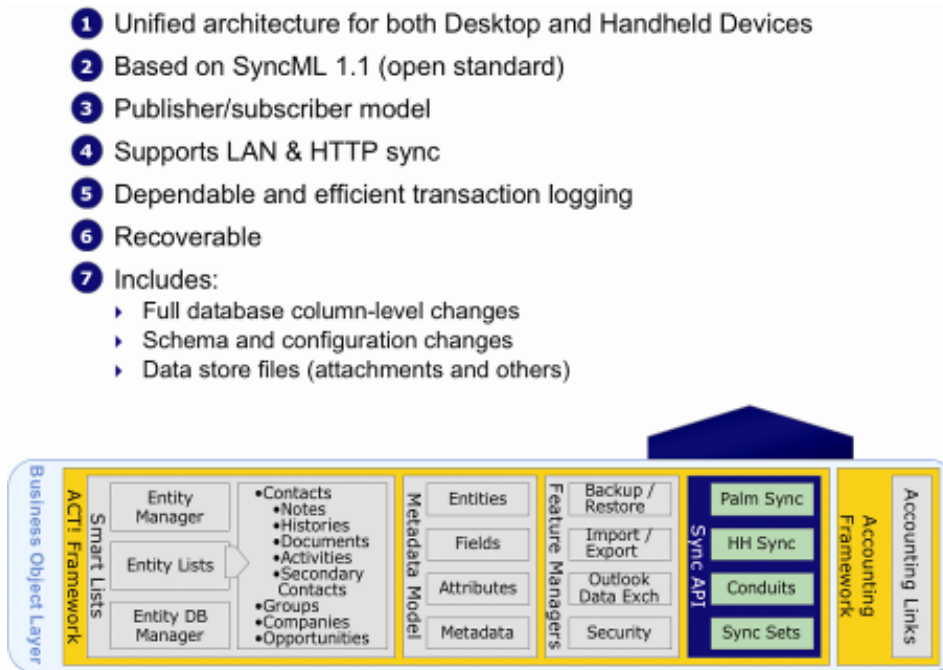 1 Unified architecture for both Desktop and Handheld Devices
2 Based on SyncML 1.1 (open standard)
3 Publisher/subscriber model
4 Supports LAN & HTTP sync
5 Dependable and efficient transaction logging
6 Recoverable
7 Includes:
Full database column-level changes
Schema and configuration changes
Data store files (attachments and others)
Business Object Layer
ACT! Framework
Smart Lists
Entity
Manager
Entity Lists
Entity DB
Manager
•Contacts
•Notes
•Histories
•Documents
•Activities
•Secondary
Contacts
•Groups
•Companies
•Opportunities
Metadata Model
Entities
Fields
Attributes
Metadata
Feature Managers
Backup /
Restore
Import /
Export
Outlook
Data Exch
Security
Sync API
Palm Sync
HH Sync
Conduits
Sync Sets
Accounting
Framework
Accounting Links